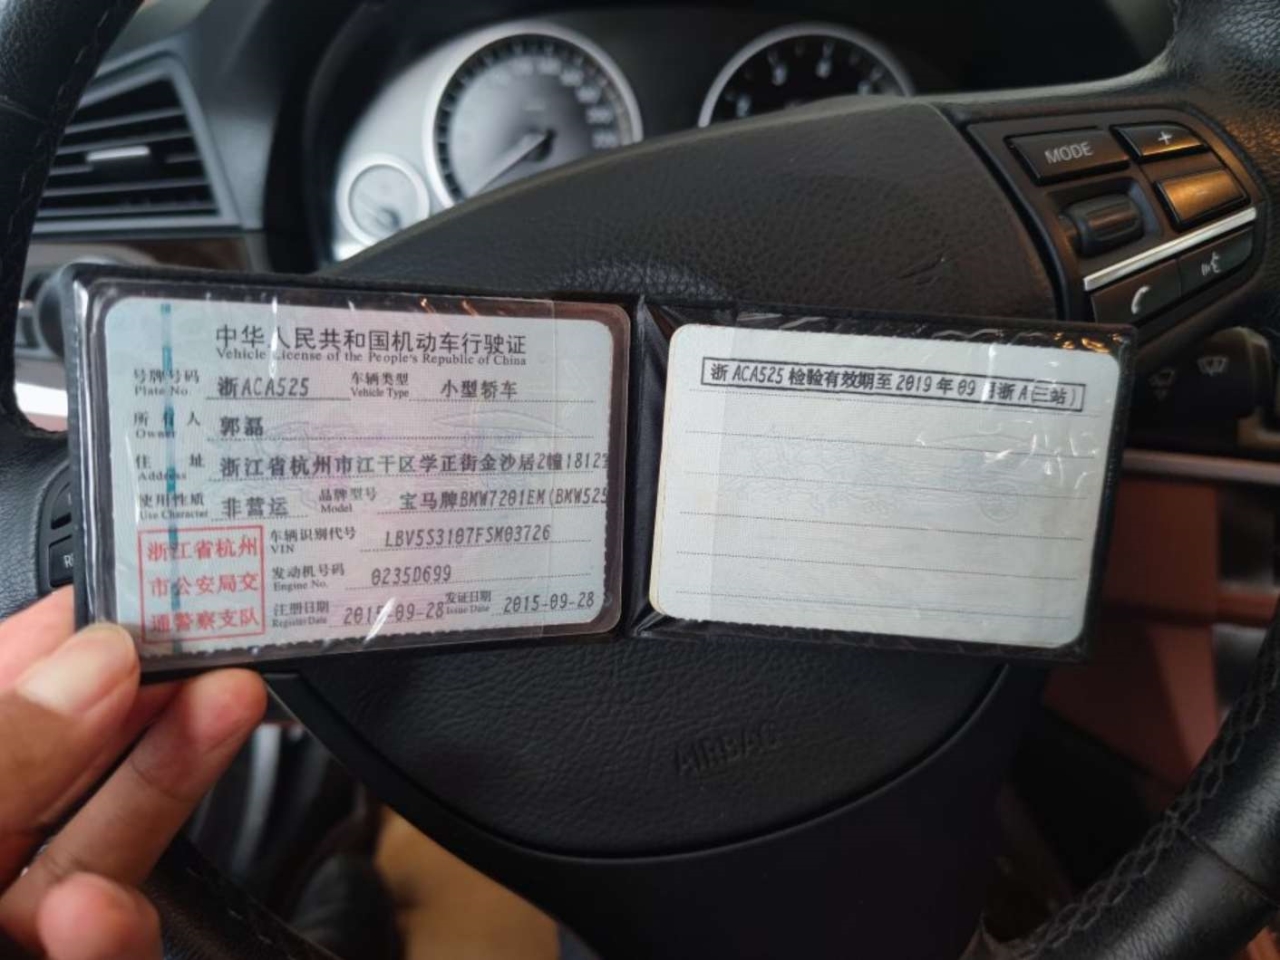 MODE
+
中华人民共和国机动车行驶证
Vehicle License of the People's Republic of China
号牌号码 浙ACA525 车辆类型 小型轿车
Plate No. Vehicle Type
所有人 郭磊
Owner
住址 浙江省杭州市江干区学正街金沙居2幢1812
Address
使用性质 非营运 品牌型号 宝马牌BMW7201EM(BMW525
Use Character Model
浙江省杭州
市公安局交
通警察支队
车辆识别代号 LBV5S3107FSM03726
VIN
发动机号码 0235D699
Engine No.
注册日期 2015-09-28 发证日期 2015-09-28
Register Date Issue Date
浙ACA525 检验有效期至2019年09月浙A(三站)
AIRBAG